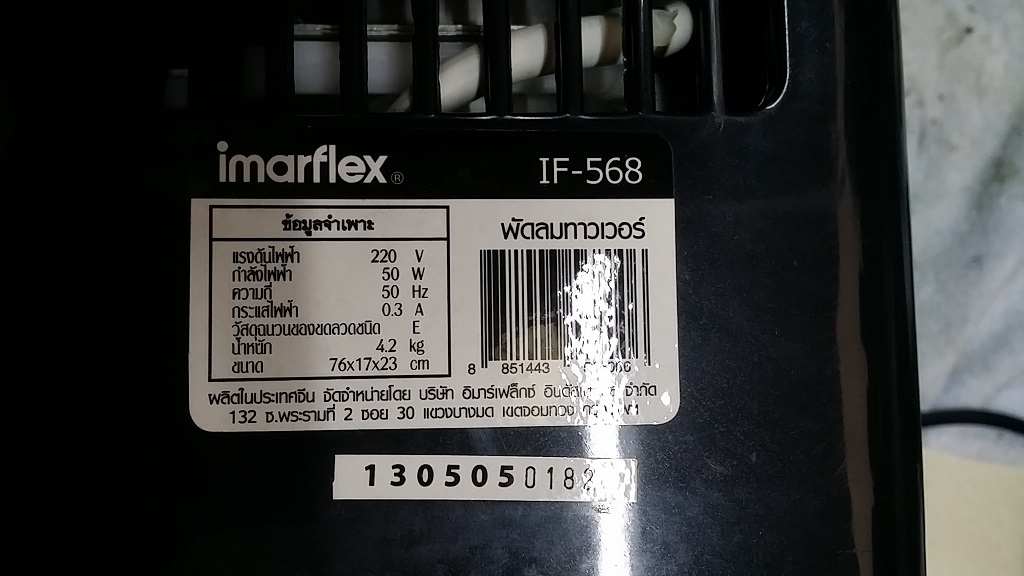 imarflex®
IF-568
ข้อมูลจำเพาะ
แรงดันไฟฟ้า 220 V
กำลังไฟฟ้า 50 W
ความถี่ 50 Hz
กระแสไฟฟ้า 0.3 A
วัสดุฉนวนของขดลวดชนิด E
น้ำหนัก 4.2 kg
ขนาด 76x17x23 cm
พัดลมทาวเวอร์
8 851443
ผลิตในประเทศจีน จัดจำหน่ายโดย บริษัท อิมาร์เฟล็กซ์ จำกัด
132 ซ.พระรามที่ 2 ซอย 30 แขวงบางมด เขตจอมทอง
130505 0182